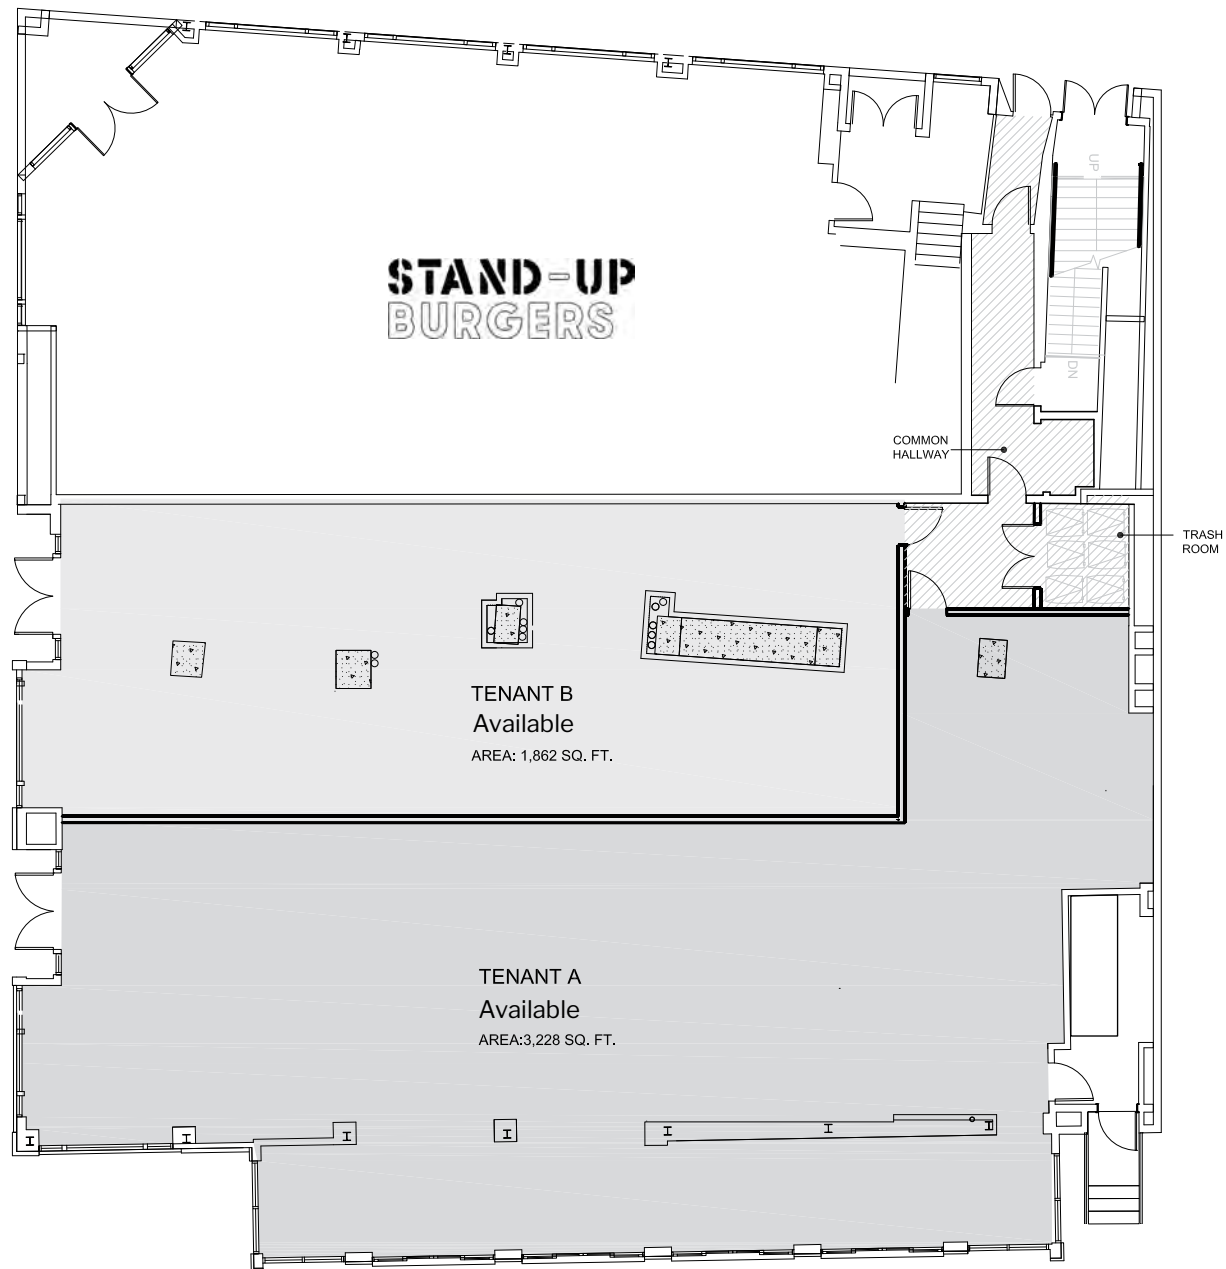 UP
STAND-UP
BURGERS
DN
COMMON
HALLWAY
TRASH
ROOM
TENANT B
Available
AREA: 1,862 SQ. FT.
TENANT A
Available
AREA:3,228 SQ. FT.